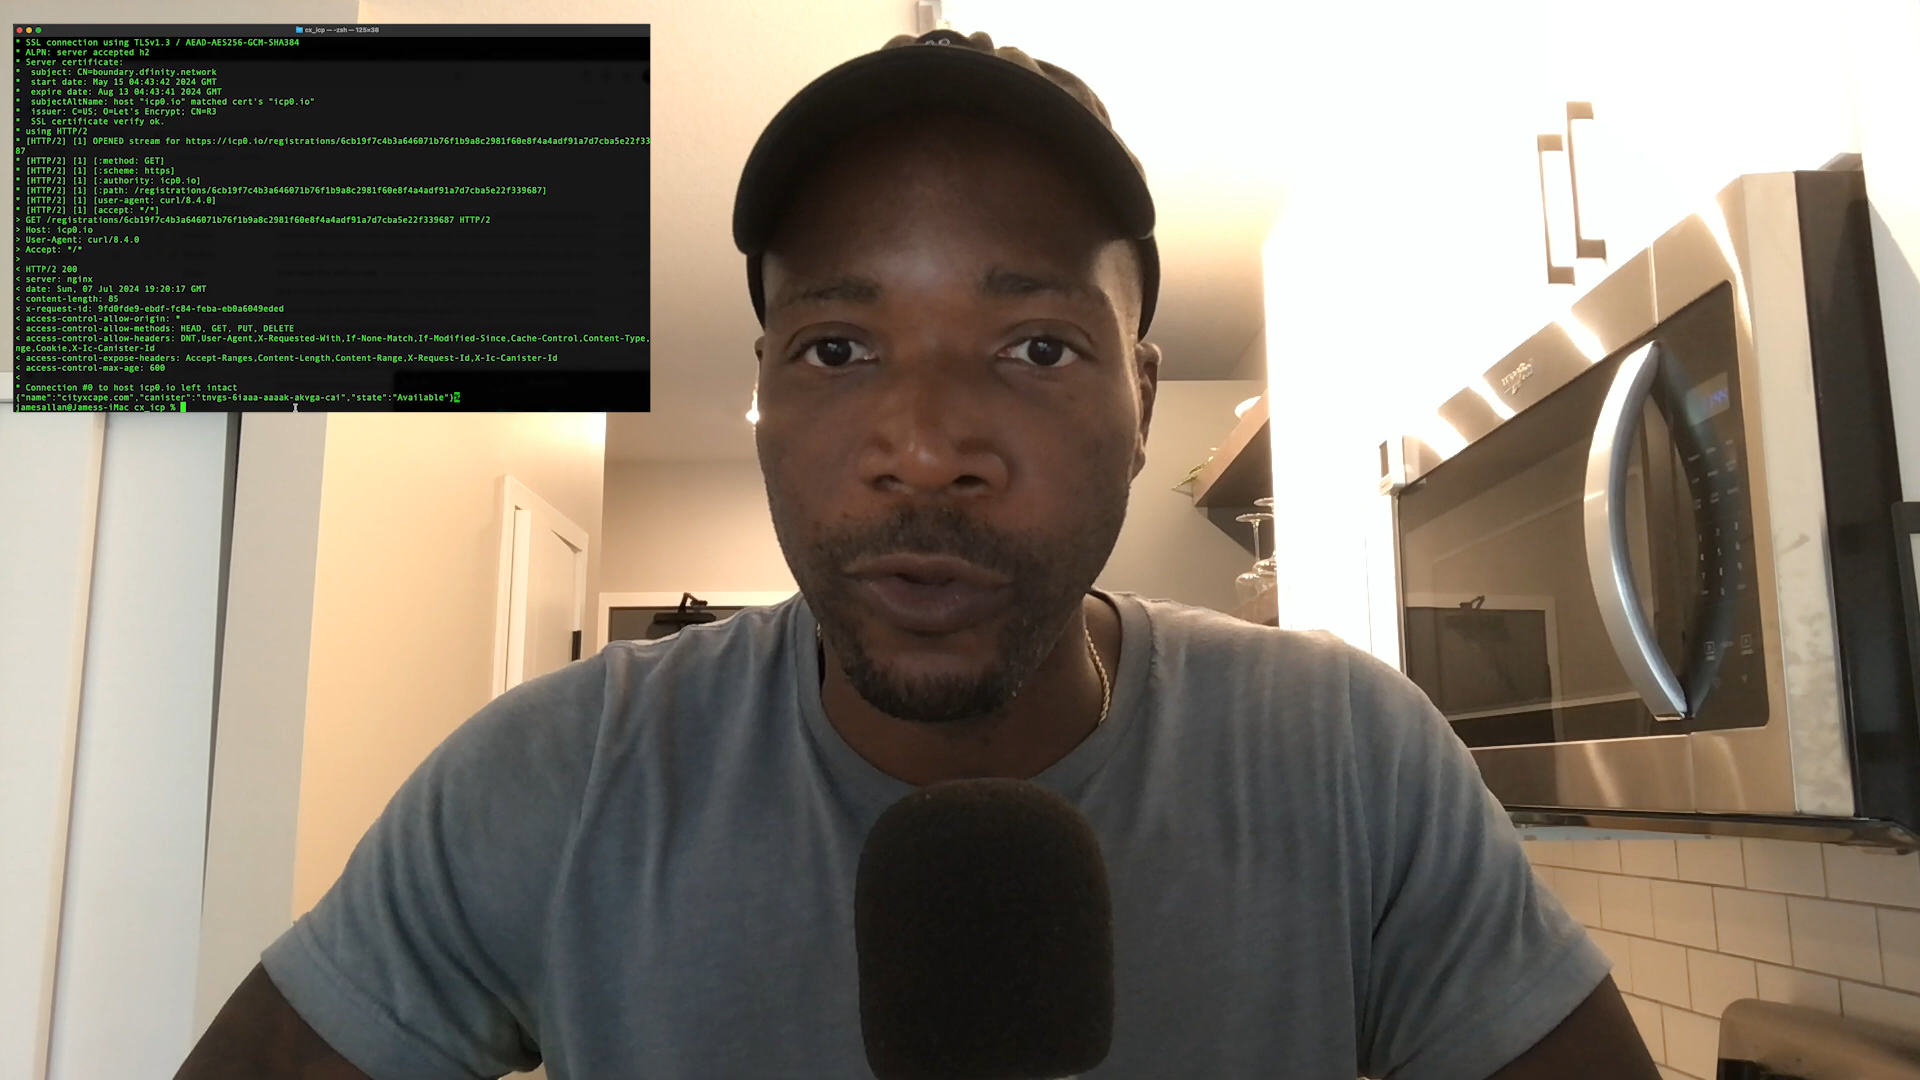 cx_icp — -zsh — 125×38
* SSL connection using TLSv1.3 / AEAD-AES256-GCM-SHA384
* ALPN: server accepted h2
* Server certificate:
*  subject: CN=boundary.dfinity.network
*  start date: May 15 04:43:42 2024 GMT
*  expire date: Aug 13 04:43:41 2024 GMT
*  subjectAltName: host "icp0.io" matched cert's "icp0.io"
*  issuer: C=US; O=Let's Encrypt; CN=R3
*  SSL certificate verify ok.
* using HTTP/2
* [HTTP/2] [1] OPENED stream for https://icp0.io/registrations/6cb19f7c4b3a646071b76f1b9a8c2981f60e8f4a4adf91a7d7cba5e22f33
87
* [HTTP/2] [1] [:method: GET]
* [HTTP/2] [1] [:scheme: https]
* [HTTP/2] [1] [:authority: icp0.io]
* [HTTP/2] [1] [:path: /registrations/6cb19f7c4b3a646071b76f1b9a8c2981f60e8f4a4adf91a7d7cba5e22f339687]
* [HTTP/2] [1] [user-agent: curl/8.4.0]
* [HTTP/2] [1] [accept: */*]
> GET /registrations/6cb19f7c4b3a646071b76f1b9a8c2981f60e8f4a4adf91a7d7cba5e22f339687 HTTP/2
> Host: icp0.io
> User-Agent: curl/8.4.0
> Accept: */*
>
< HTTP/2 200
< server: nginx
< date: Sun, 07 Jul 2024 19:20:17 GMT
< content-length: 85
< x-request-id: 9fd0fde9-ebdf-fc84-feba-eb0a6049eded
< access-control-allow-origin: *
< access-control-allow-methods: HEAD, GET, PUT, DELETE
< access-control-allow-headers: DNT,User-Agent,X-Requested-With,If-None-Match,If-Modified-Since,Cache-Control,Content-Type,
nge,Cookie,X-Ic-Canister-Id
< access-control-expose-headers: Accept-Ranges,Content-Length,Content-Range,X-Request-Id,X-Ic-Canister-Id
< access-control-max-age: 600
<
* Connection #0 to host icp0.io left intact
{"name":"cityxcape.com","canister":"tnvgs-6iaaa-aaaak-akvga-cai","state":"Available"}%
jamesallan@Jamess-iMac cx_icp %